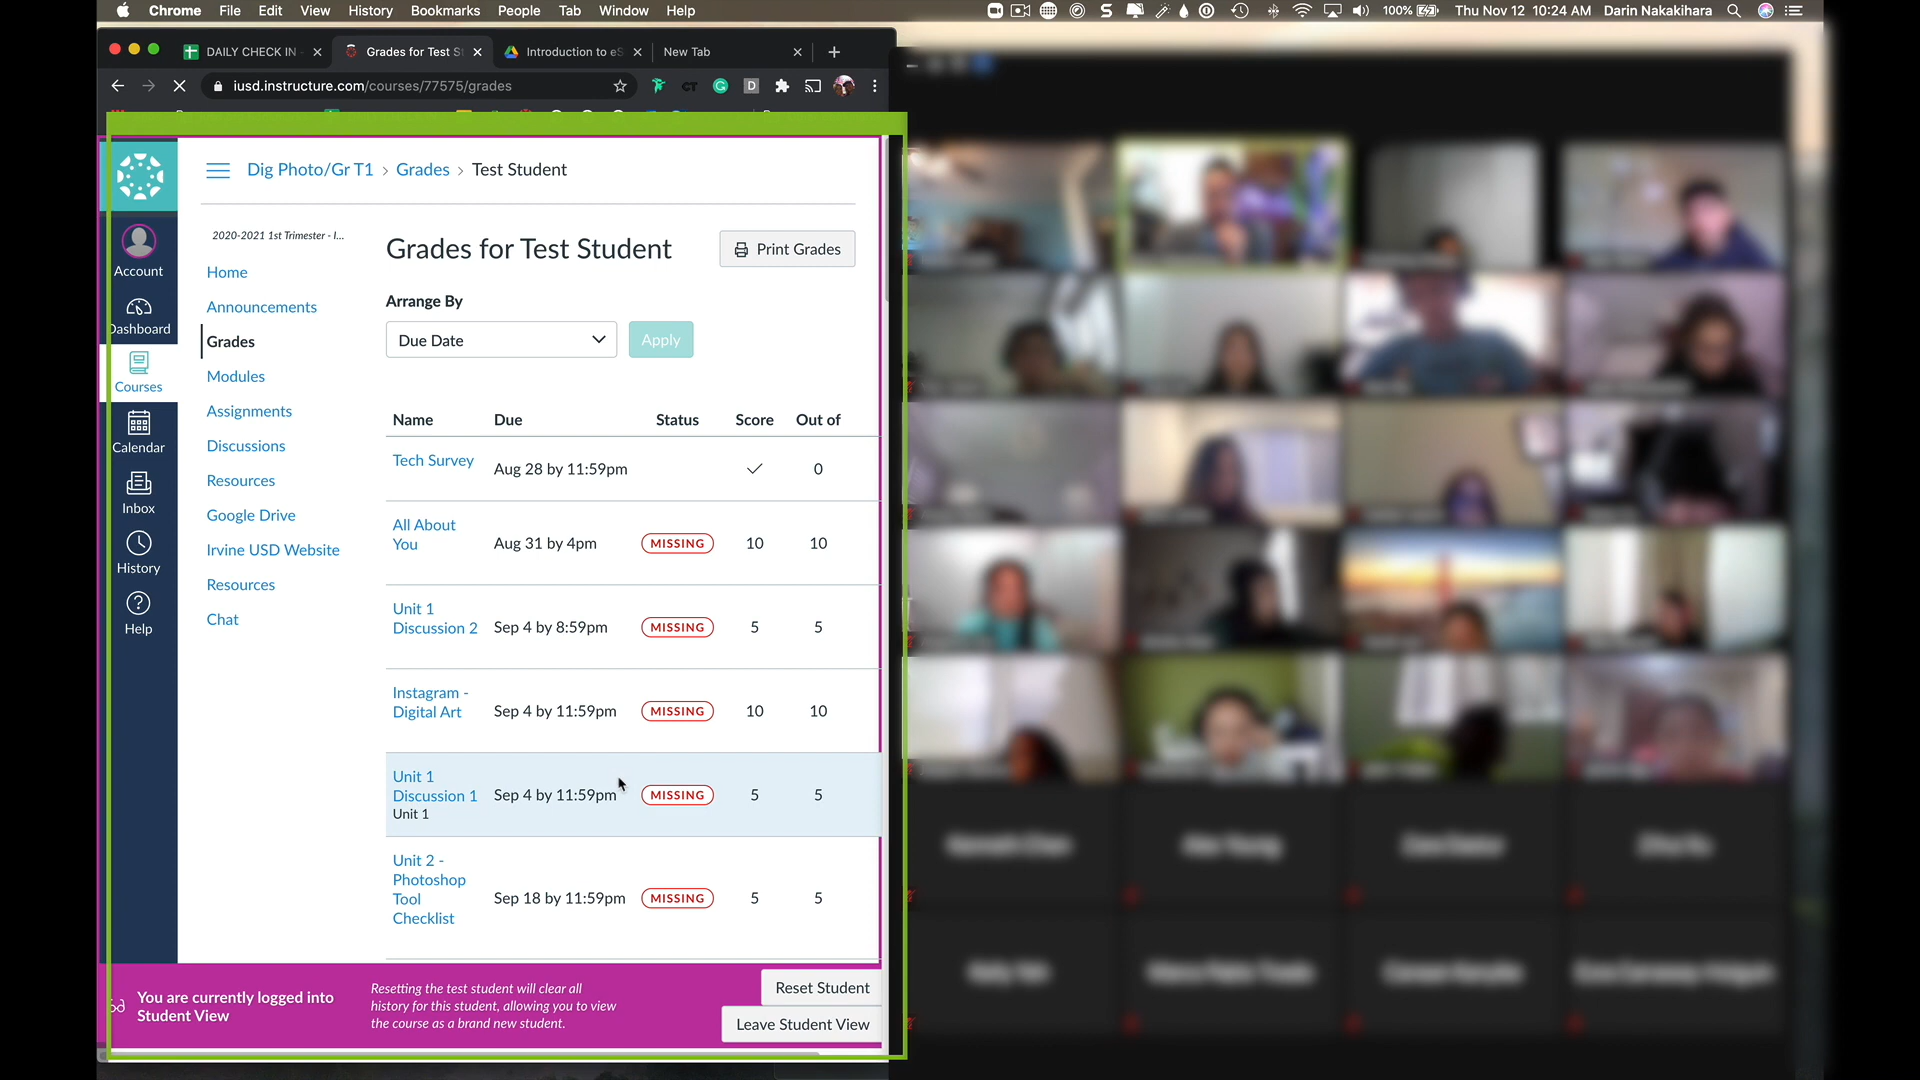 Chrome File Edit View History Bookmarks People Tab Window Help 100% Thu Nov 12 10:24 AM Darin Nakakihara
DAILY CHECK IN Grades for Test St Introduction to eS New Tab
iusd.instructure.com/courses/77575/grades
Dig Photo/Gr T1 > Grades > Test Student
Account
Dashboard
Courses
Calendar
Inbox
History
Help
2020-2021 1st Trimester - I...
Home
Announcements
Grades
Modules
Assignments
Discussions
Resources
Google Drive
Irvine USD Website
Resources
Chat
Grades for Test Student
Print Grades
Arrange By
Due Date
Apply
Name Due Status Score Out of
Tech Survey Aug 28 by 11:59pm 0
All About
You
Aug 31 by 4pm MISSING 10 10
Unit 1
Discussion 2
Sep 4 by 8:59pm MISSING 5 5
Instagram -
Digital Art
Sep 4 by 11:59pm MISSING 10 10
Unit 1
Discussion 1
Unit 1
Sep 4 by 11:59pm MISSING 5 5
Unit 2 -
Photoshop
Tool
Checklist
Sep 18 by 11:59pm MISSING 5 5
You are currently logged into
Student View
Resetting the test student will clear all
history for this student, allowing you to view
the course as a brand new student.
Reset Student
Leave Student View